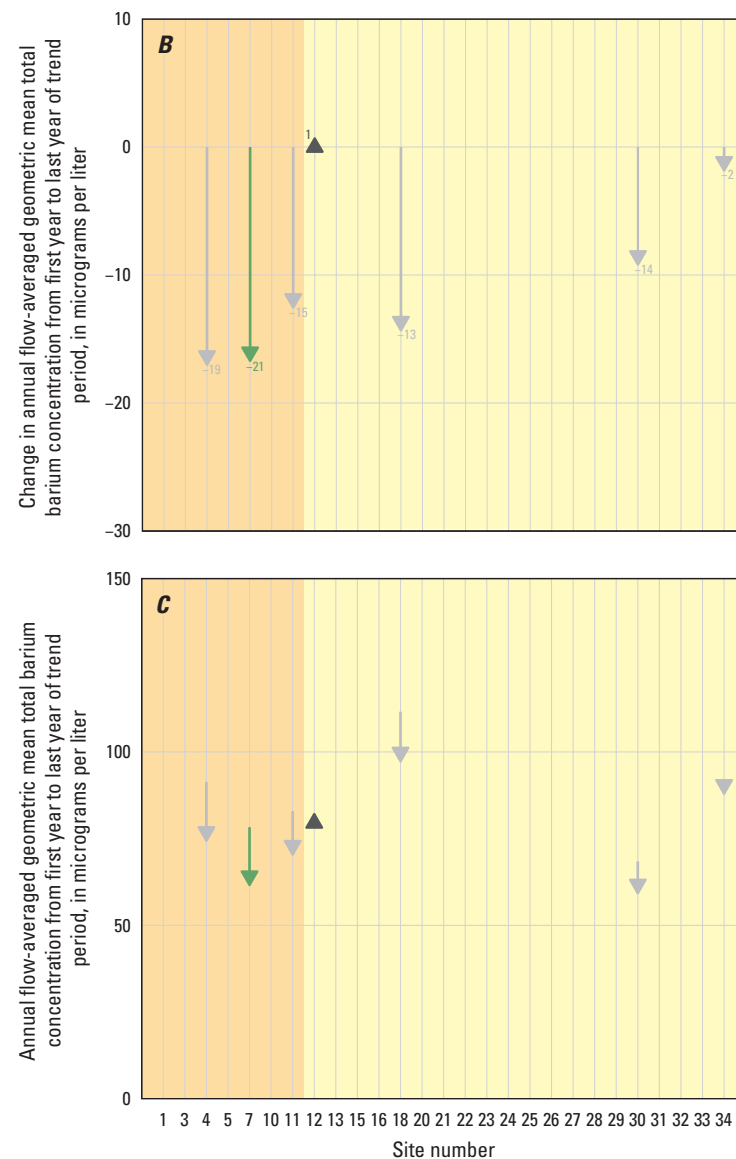 Change in annual flow-averaged geometric mean total
barium concentration from first year to last year of trend
period, in micrograms per liter
10
0
−10
−20
−30
B
−19
−21
−15
1
−13
−14
−2
Annual flow-averaged geometric mean total barium
concentration from first year to last year of trend
period, in micrograms per liter
150
100
50
0
C
1 3 4 5 7 10 11 12 13 15 16 18 20 21 22 23 24 25 26 27 28 29 30 31 32 33 34
Site number